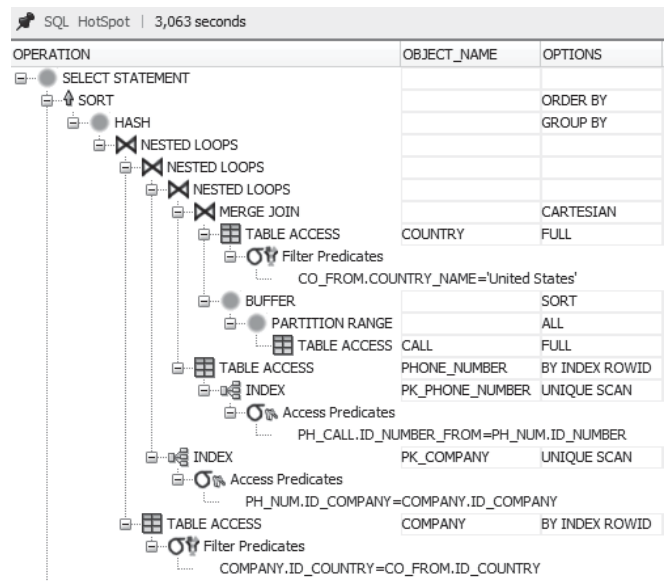 SQL HotSpot | 3,063 seconds
OPERATION OBJECT_NAME OPTIONS
SELECT STATEMENT
SORT ORDER BY
HASH GROUP BY
NESTED LOOPS
NESTED LOOPS
NESTED LOOPS
MERGE JOIN CARTESIAN
TABLE ACCESS COUNTRY FULL
Filter Predicates
CO_FROM.COUNTRY_NAME='United States'
BUFFER SORT
PARTITION RANGE ALL
TABLE ACCESS CALL FULL
TABLE ACCESS PHONE_NUMBER BY INDEX ROWID
INDEX PK_PHONE_NUMBER UNIQUE SCAN
Access Predicates
PH_CALL.ID_NUMBER_FROM=PH_NUM.ID_NUMBER
INDEX PK_COMPANY UNIQUE SCAN
Access Predicates
PH_NUM.ID_COMPANY=COMPANY.ID_COMPANY
TABLE ACCESS COMPANY BY INDEX ROWID
Filter Predicates
COMPANY.ID_COUNTRY=CO_FROM.ID_COUNTRY